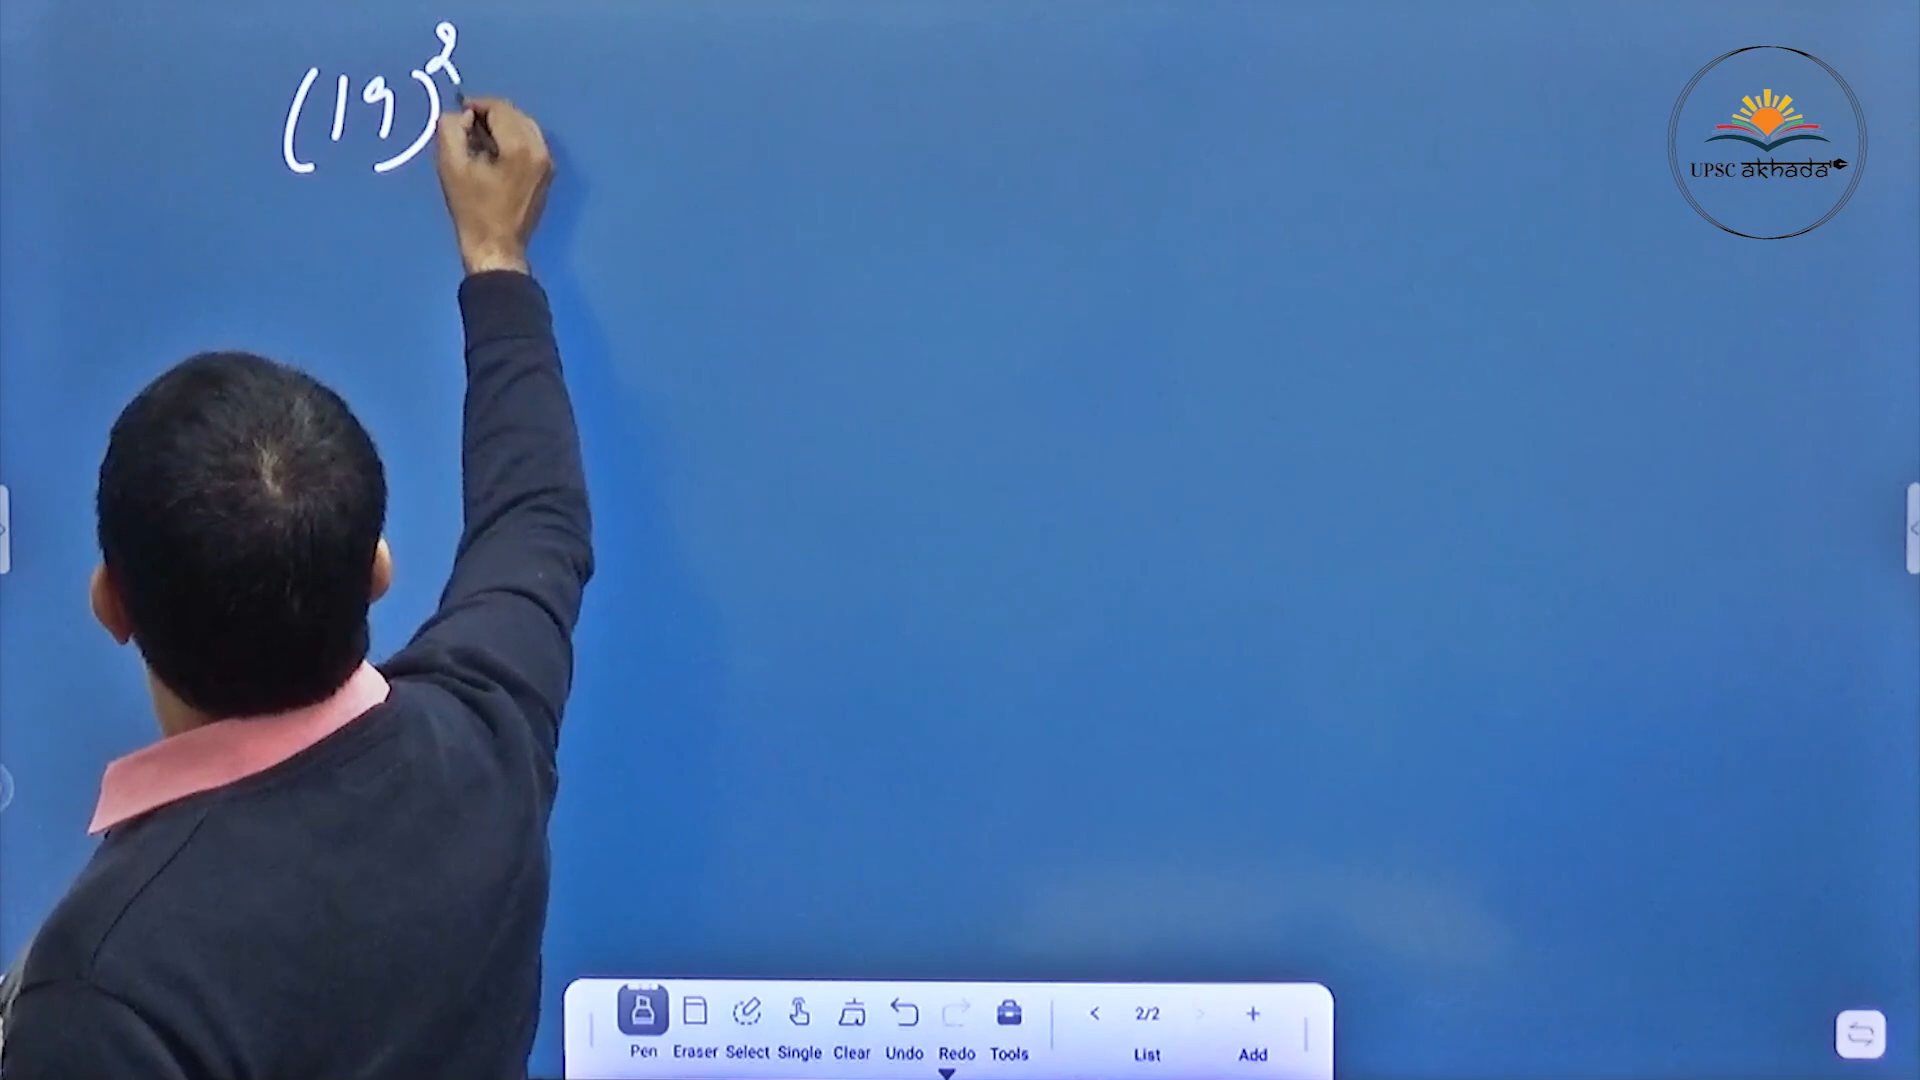 (19)²
UPSC akhada
Pen Eraser Select Single Clear Undo Redo Tools < 2/2 List + Add